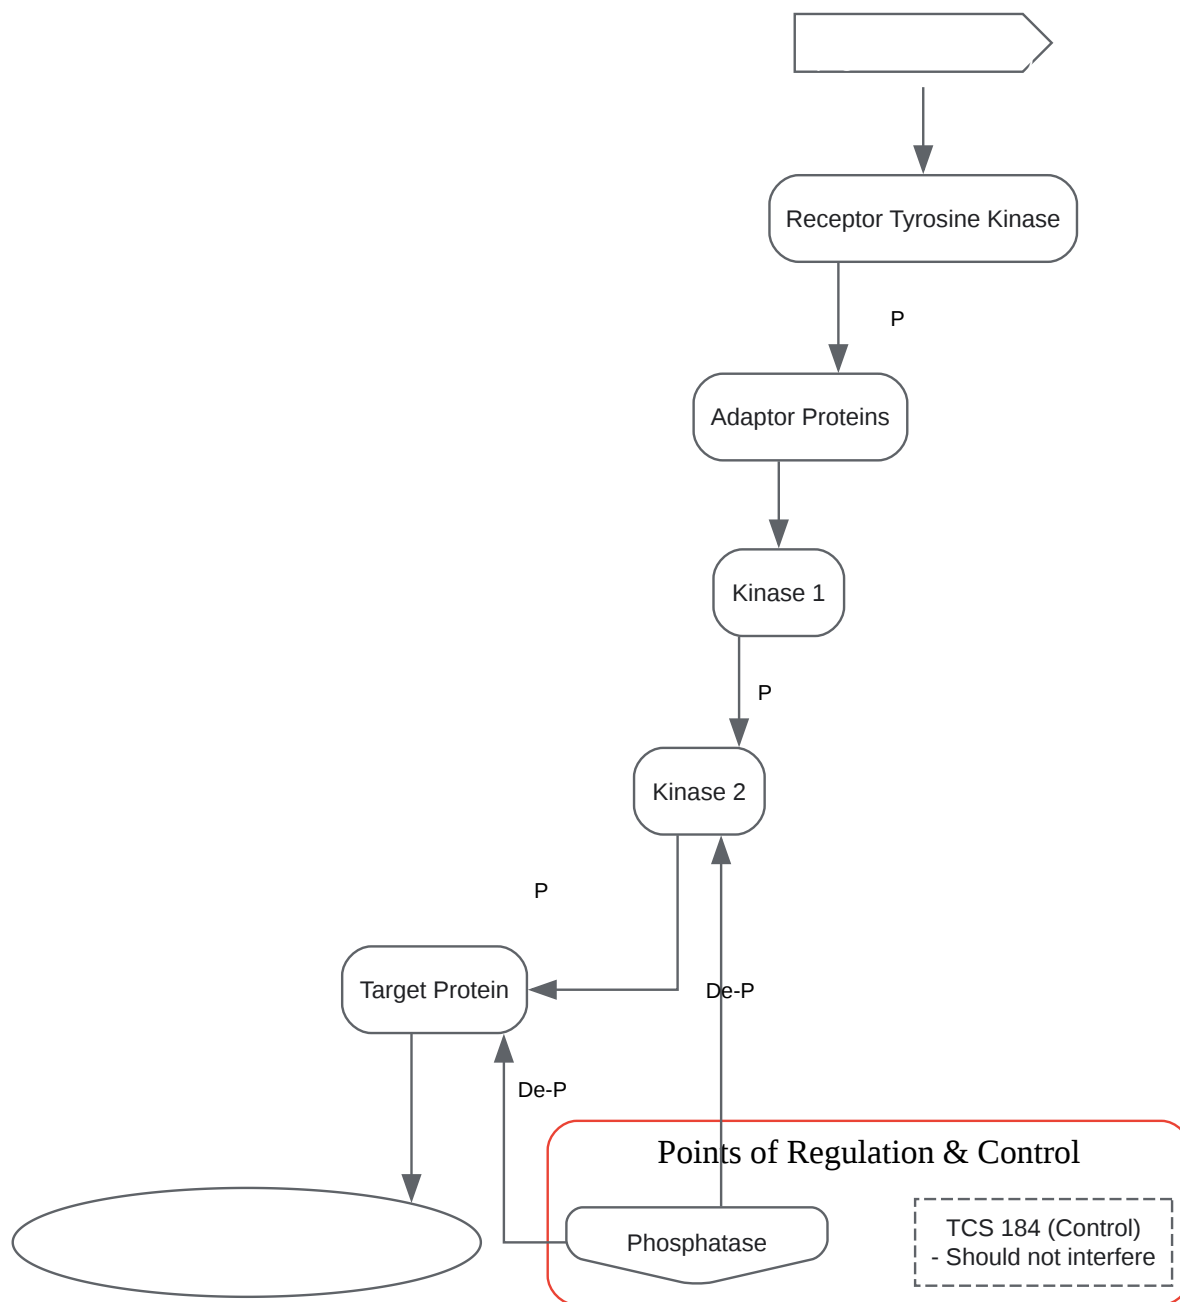 Receptor Tyrosine Kinase
P
Adaptor Proteins
Kinase 1
P
Kinase 2
P
Target Protein
De-P
De-P
Points of Regulation & Control
Phosphatase
TCS 184 (Control)
- Should not interfere